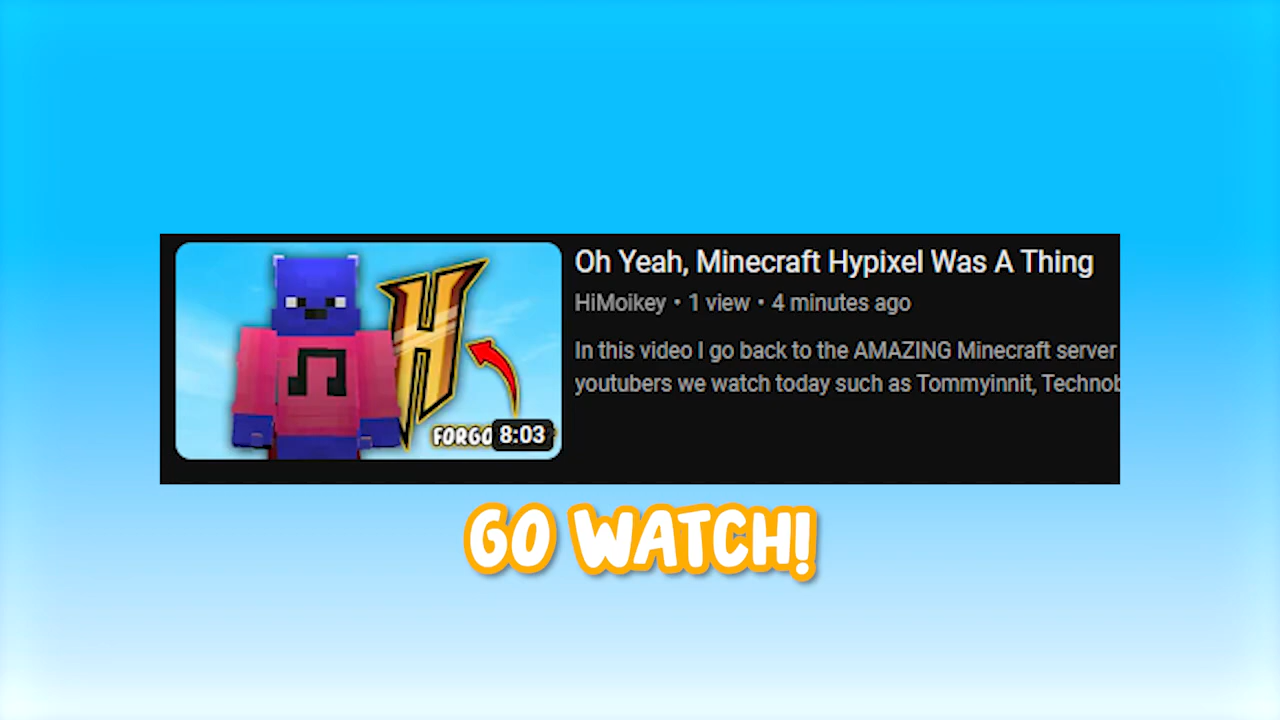 H
FORGO
8:03
Oh Yeah, Minecraft Hypixel Was A Thing
HiMoikey • 1 view • 4 minutes ago
In this video I go back to the AMAZING Minecraft server
youtubers we watch today such as Tommyinnit, Technob
GO WATCH!